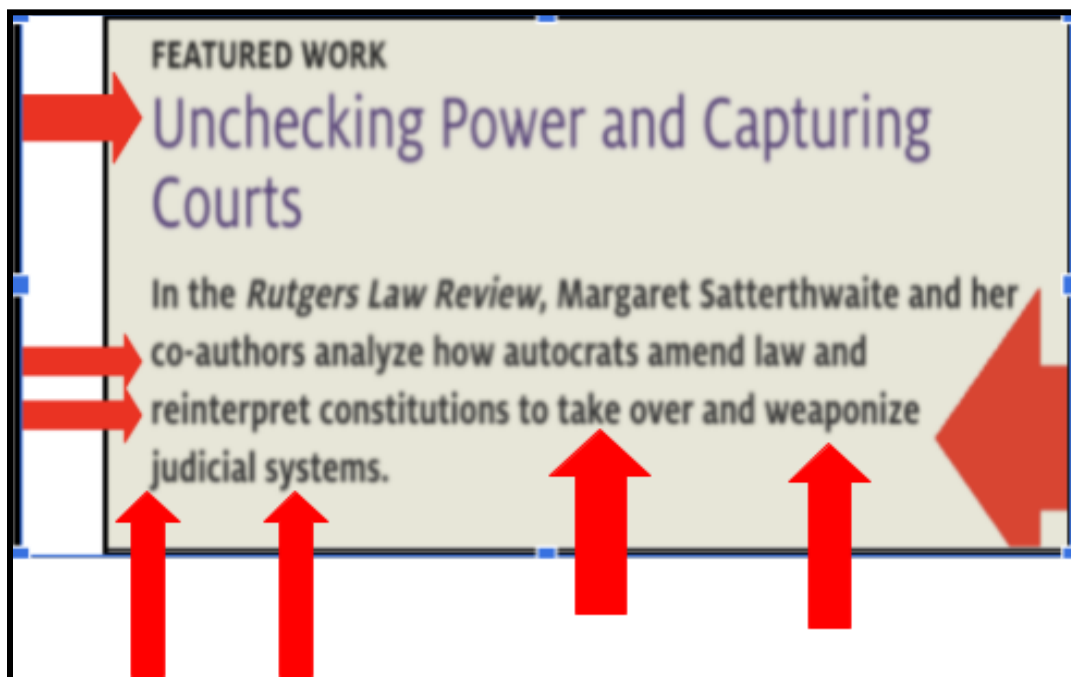 FEATURED WORK
Unchecking Power and Capturing
Courts
In the Rutgers Law Review, Margaret Satterthwaite and her
co-authors analyze how autocrats amend law and
reinterpret constitutions to take over and weaponize
judicial systems.